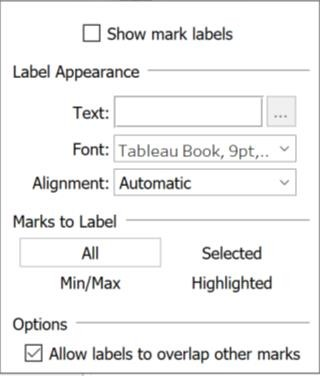 Show mark labels
Label Appearance
Text: ...
Font: Tableau Book, 9pt,..
Alignment: Automatic
Marks to Label
All Selected
Min/Max Highlighted
Options
Allow labels to overlap other marks